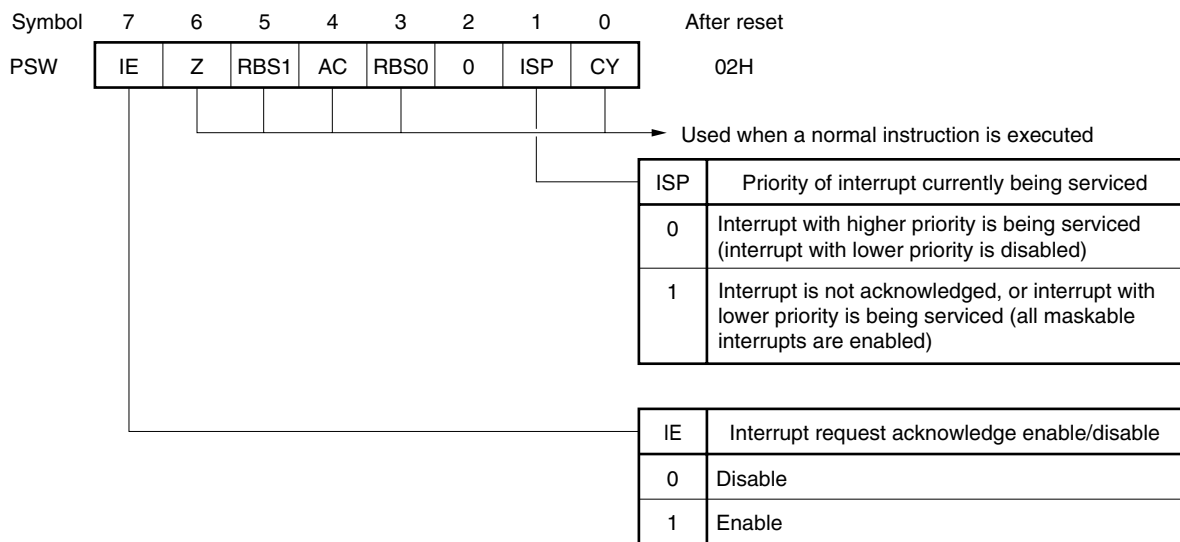 Symbol 7 6 5 4 3 2 1 0 After reset
PSW IE Z RBS1 AC RBS0 0 ISP CY 02H
Used when a normal instruction is executed
ISP Priority of interrupt currently being serviced
0 Interrupt with higher priority is being serviced
(interrupt with lower priority is disabled)
1 Interrupt is not acknowledged, or interrupt with
lower priority is being serviced (all maskable
interrupts are enabled)
IE Interrupt request acknowledge enable/disable
0 Disable
1 Enable